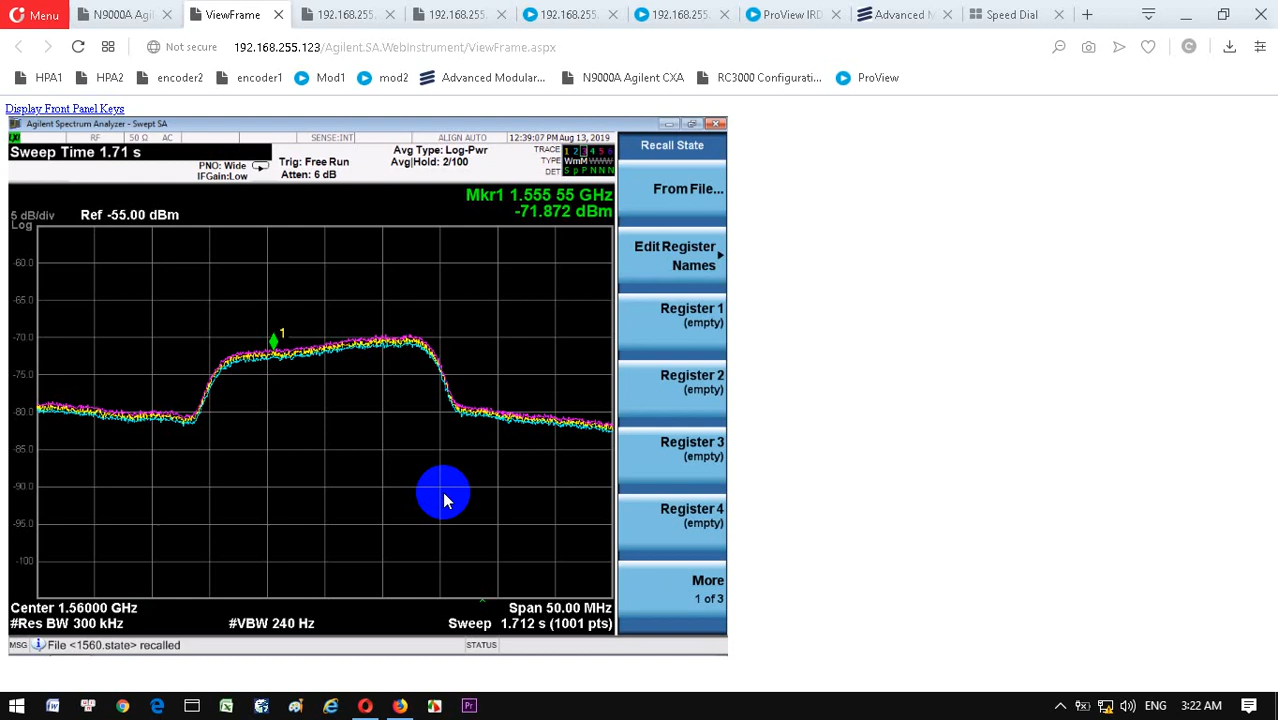 Menu
N9000A Agil
ViewFrame
192.168.255.
192.168.255.
192.168.255.
192.168.255.
ProView IRD
Advanced M
Speed Dial
Not secure
192.168.255.123/Agilent.SA.WebInstrument/ViewFrame.aspx
HPA1
HPA2
encoder2
encoder1
Mod1
mod2
Advanced Modular...
N9000A Agilent CXA
RC3000 Configurati...
ProView
Display Front Panel Keys
Agilent Spectrum Analyzer - Swept SA
RF
50 Ω
AC
SENSE:INT
ALIGN AUTO
12:39:07 PM Aug 13, 2019
Recall State
Sweep Time 1.71 s
PNO: Wide
IFGain:Low
Trig: Free Run
Atten: 6 dB
Avg Type: Log-Pwr
Avg|Hold: 2/100
TRACE
TYPE
DET
1 2 3 4 5 6
S p P N N N
From File...
Mkr1 1.555 55 GHz
-71.872 dBm
5 dB/div
Log
Ref -55.00 dBm
Edit Register
Names
-60.0
-65.0
-70.0
-75.0
-80.0
-85.0
-90.0
-95.0
-100
1
Register 1
(empty)
Register 2
(empty)
Register 3
(empty)
Register 4
(empty)
More
1 of 3
Center 1.56000 GHz
Span 50.00 MHz
#Res BW 300 kHz
#VBW 240 Hz
Sweep 1.712 s (1001 pts)
MSG
File <1560.state> recalled
STATUS
ENG
3:22 AM